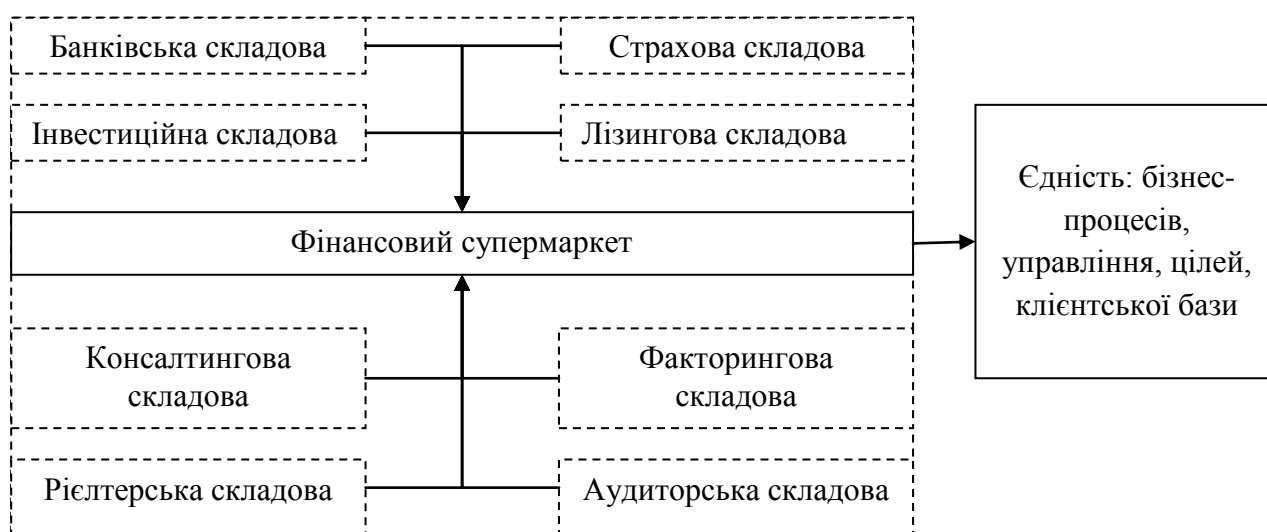 Банківська складова
Страхова складова
Інвестиційна складова
Лізингова складова
Фінансовий супермаркет
Єдність: бізнес-
процесів,
управління, цілей,
клієнтської бази
Консалтингова
складова
Факторингова
складова
Рієлтерська складова
Аудиторська складова